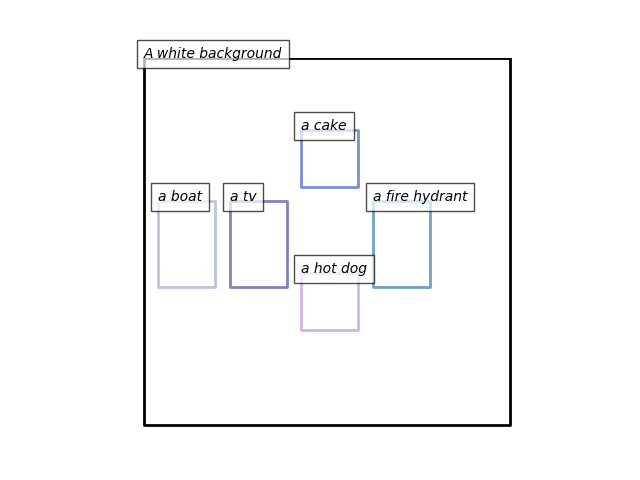 A white background
a cake
a boat
a tv
a fire hydrant
a hot dog